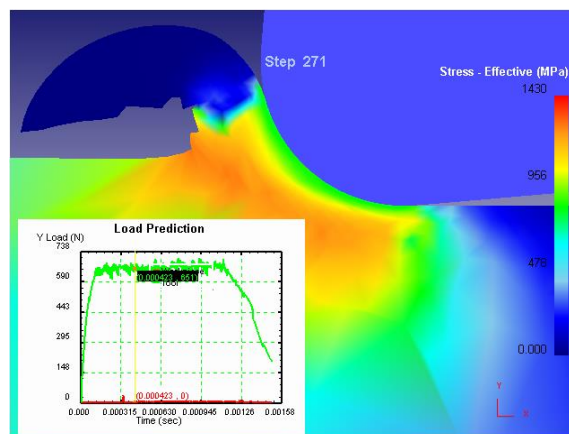 Step 271
Stress - Effective (MPa)
1430
956
478
0.000
Load Prediction
Y Load (N)
738
590
443
295
148
0
(0.000423 , 651)
Tool
(0.000423 , 0)
0.000
0.000315
0.000630
0.000945
0.00126
0.00158
Time (sec)
Y
X